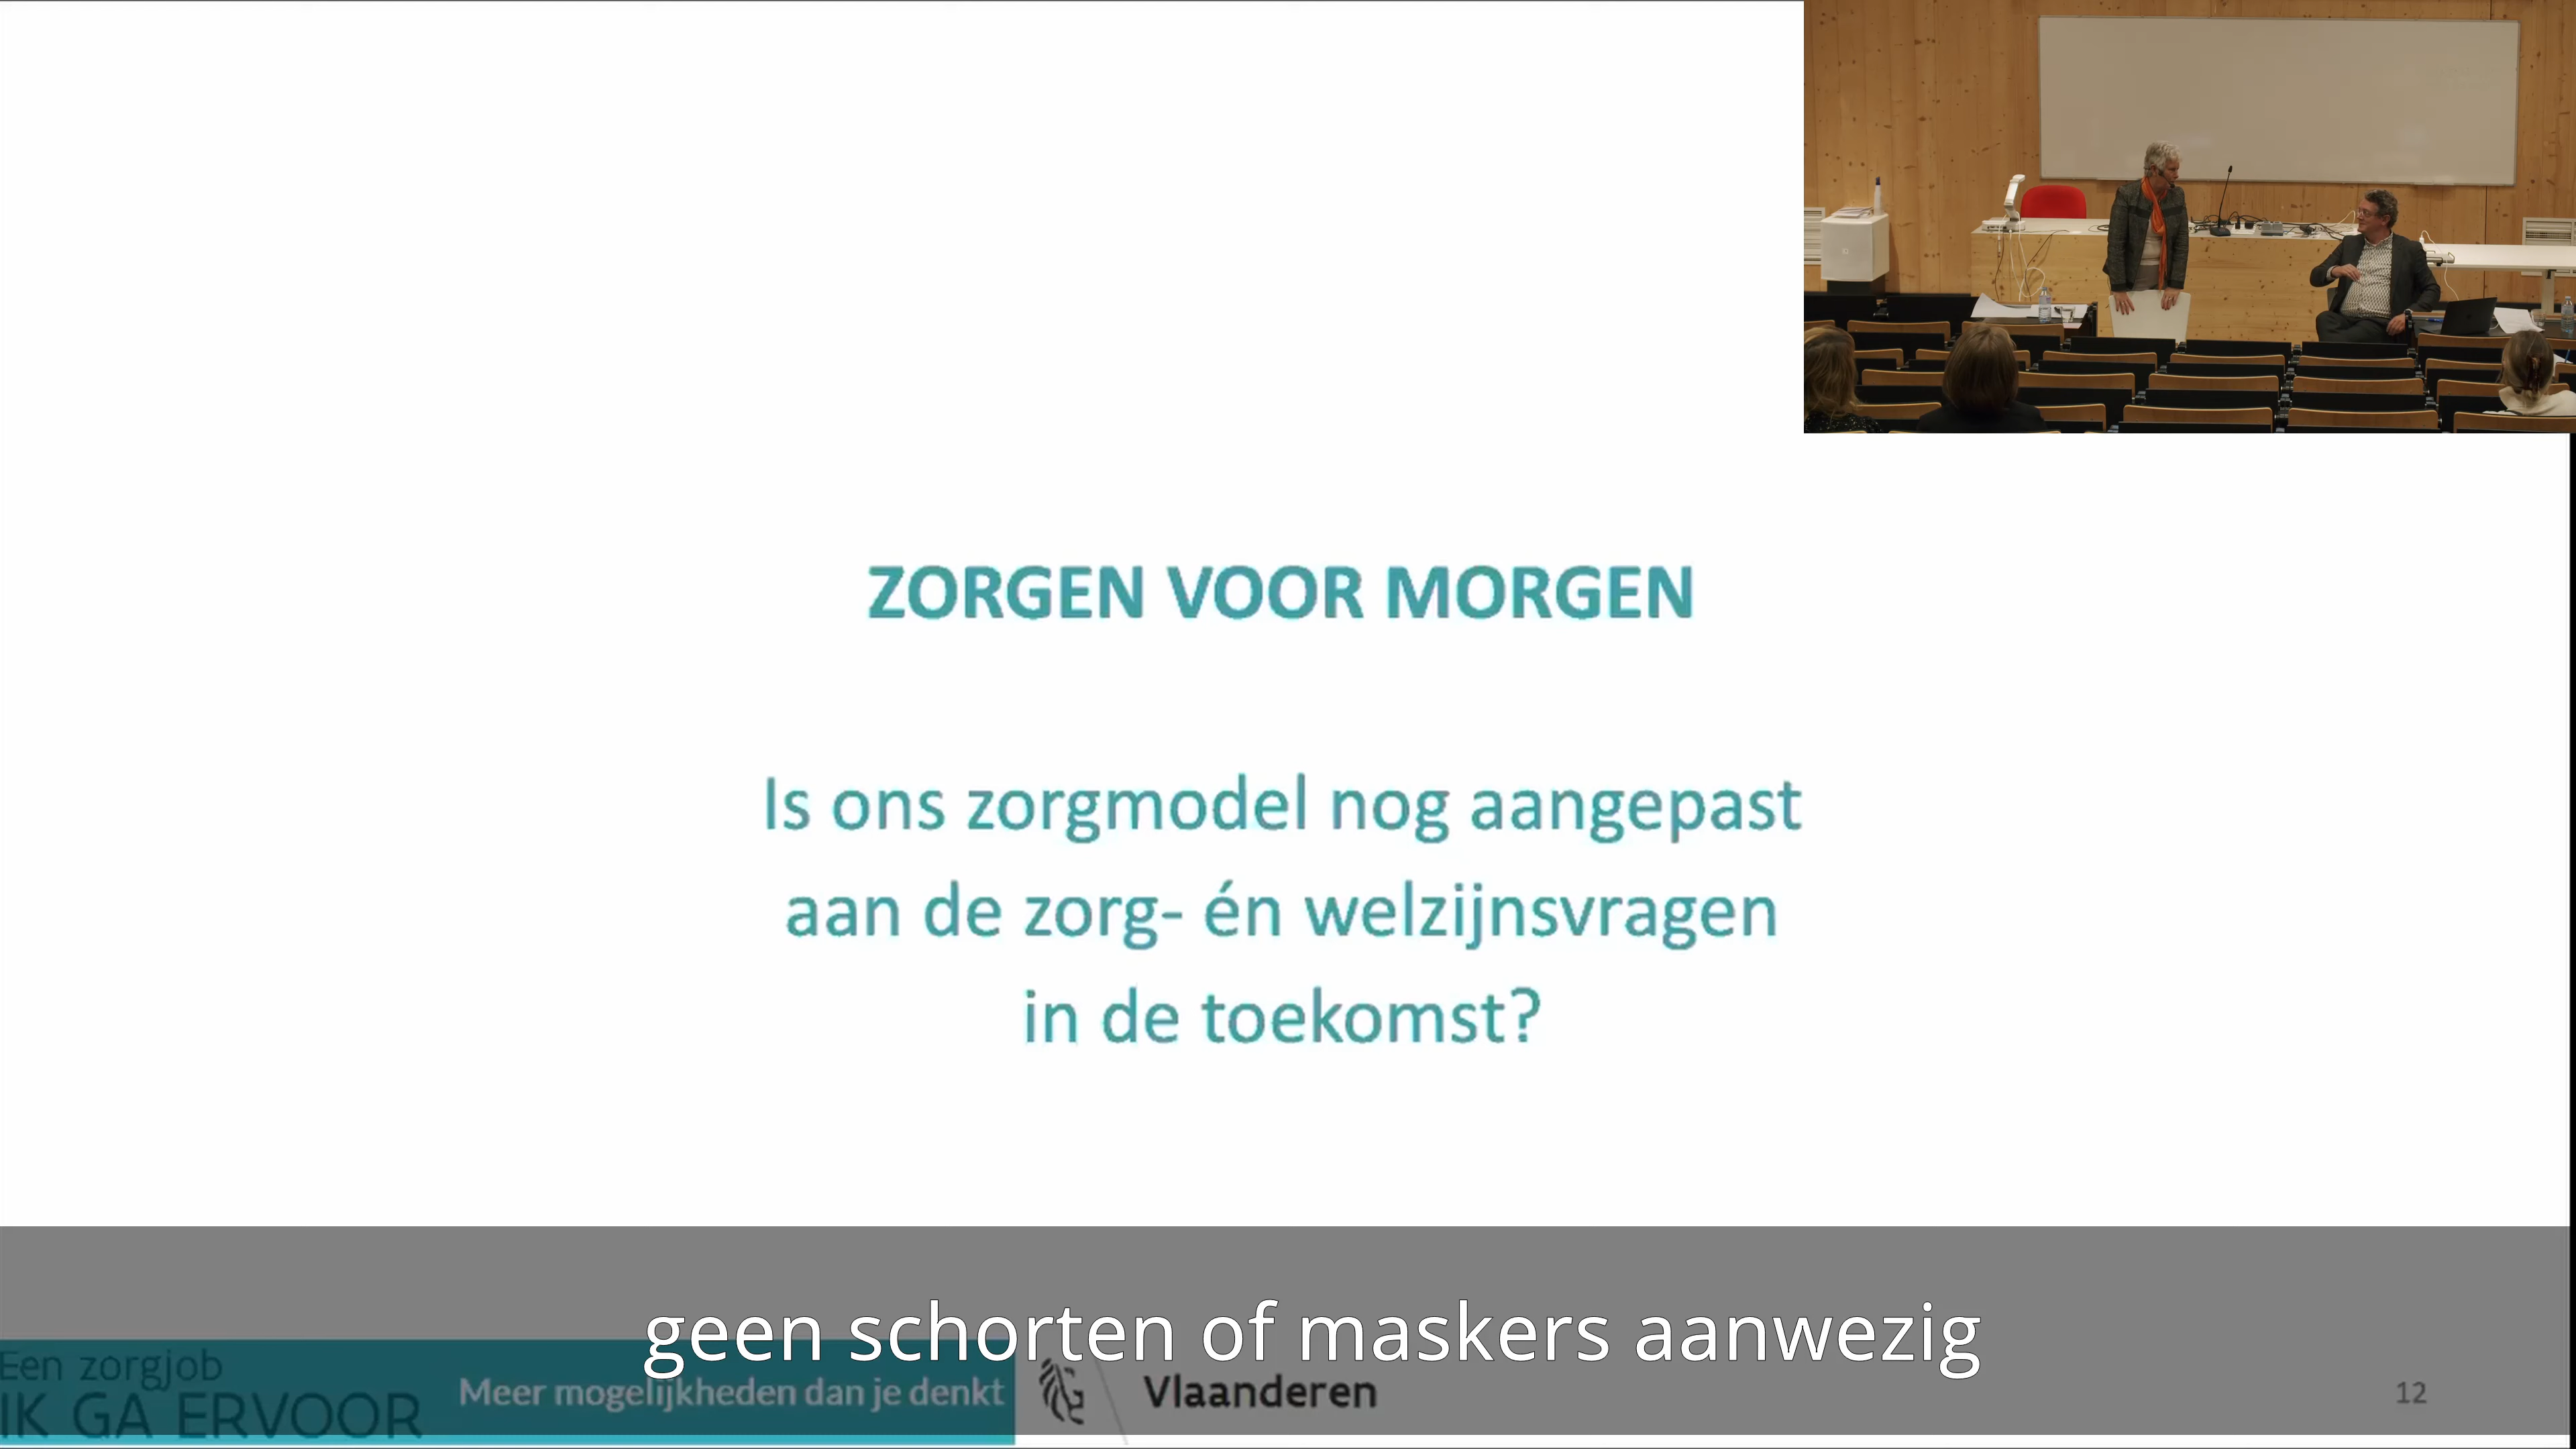 ZORGEN VOOR MORGEN
Is ons zorgmodel nog aangepast
aan de zorg- én welzijnsvragen
in de toekomst?
geen schorten of maskers aanwezig
Een zorgjob
IK GA ERVOOR
Meer mogelijkheden dan je denkt
Vlaanderen
12